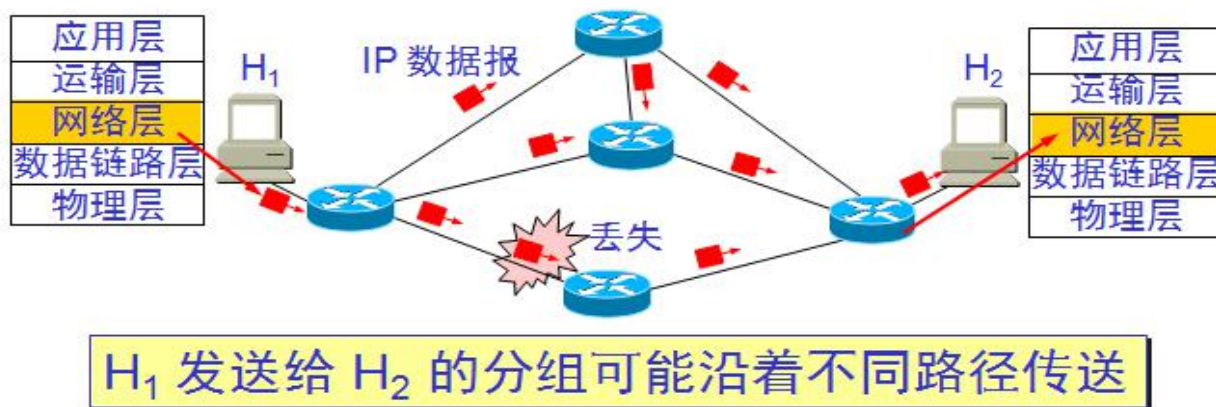 应用层
运输层
网络层
数据链路层
物理层
H₁
IP 数据报
丢失
H₂
应用层
运输层
网络层
数据链路层
物理层
H₁ 发送给 H₂ 的分组可能沿着不同路径传送